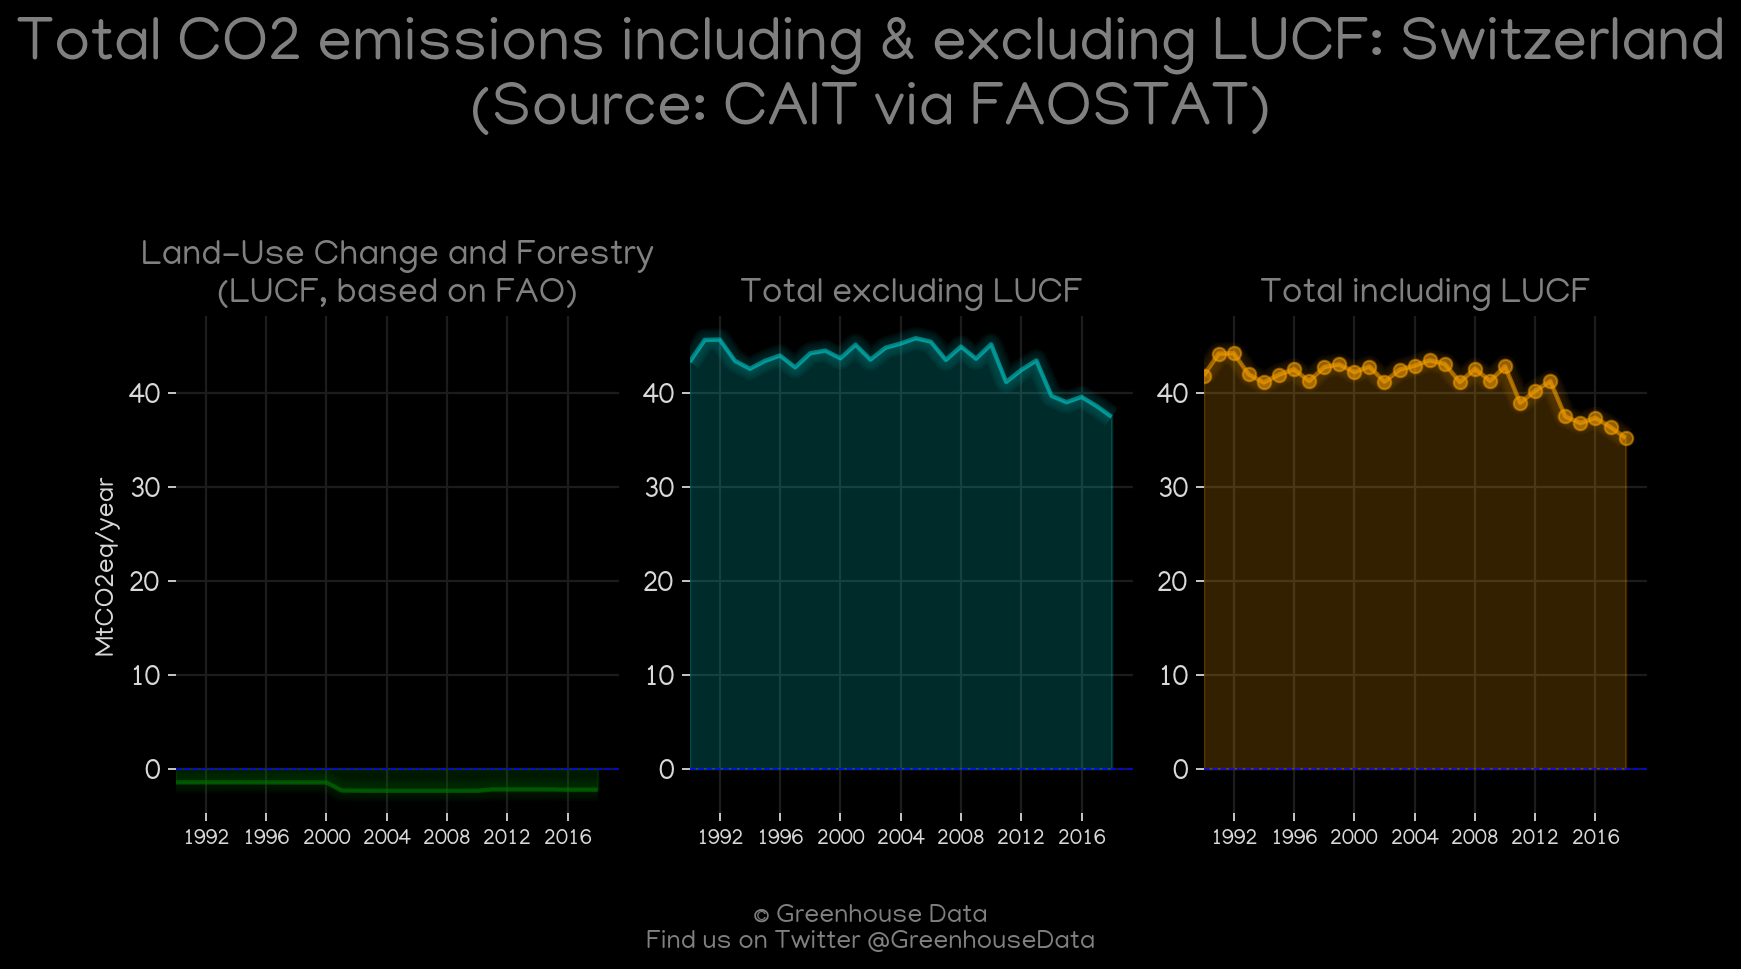 Total CO2 emissions including & excluding LUCF: Switzerland
(Source: CAIT via FAOSTAT)
Land-Use Change and Forestry
(LUCF, based on FAO)
Total excluding LUCF
Total including LUCF
MtCO2eq/year
40
30
20
10
0
1992 1996 2000 2004 2008 2012 2016
40
30
20
10
0
1992 1996 2000 2004 2008 2012 2016
40
30
20
10
0
1992 1996 2000 2004 2008 2012 2016
© Greenhouse Data
Find us on Twitter @GreenhouseData